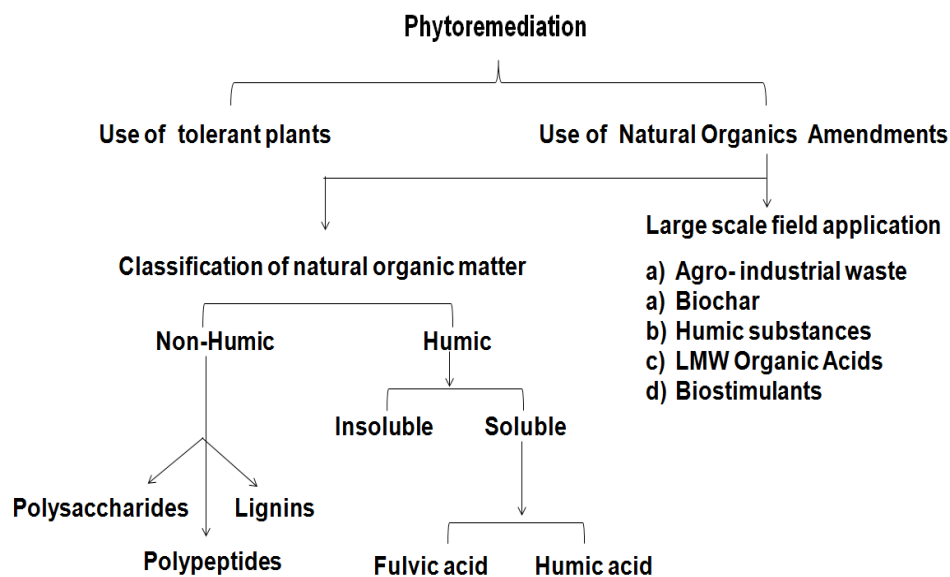 Phytoremediation
Use of tolerant plants
Use of Natural Organics Amendments
Large scale field application
a) Agro- industrial waste
a) Biochar
b) Humic substances
c) LMW Organic Acids
d) Biostimulants
Classification of natural organic matter
Non-Humic
Humic
Insoluble
Soluble
Polysaccharides
Lignins
Polypeptides
Fulvic acid
Humic acid